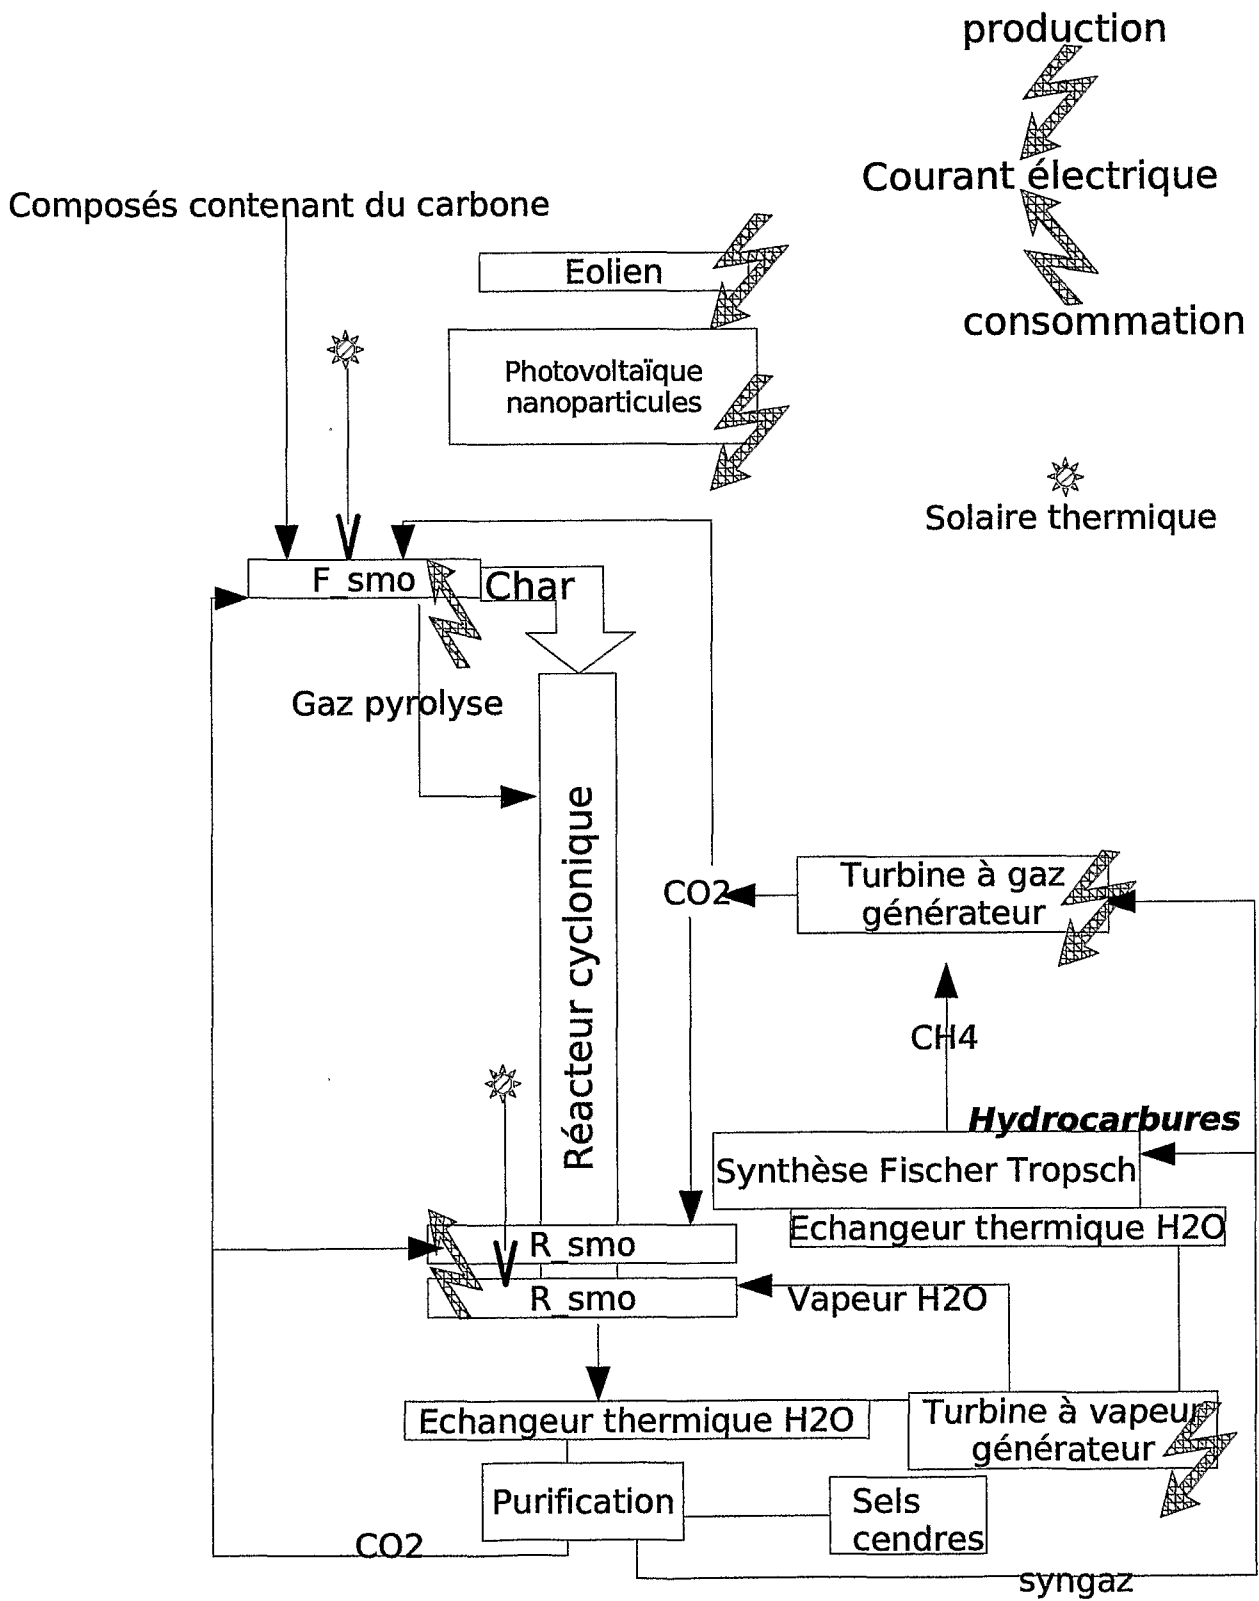 production
Courant électrique
Composés contenant du carbone
Eolien
consommation
Photovoltaïque
nanoparticules
Solaire thermique
F_smo
Char
Gaz pyrolyse
Réacteur cyclonique
CO2
Turbine à gaz
générateur
CH4
Hydrocarbures
Synthèse Fischer Tropsch
Echangeur thermique H2O
R_smo
R_smo
Vapeur H2O
Echangeur thermique H2O
Turbine à vapeur
générateur
Purification
Sels
cendres
CO2
syngaz